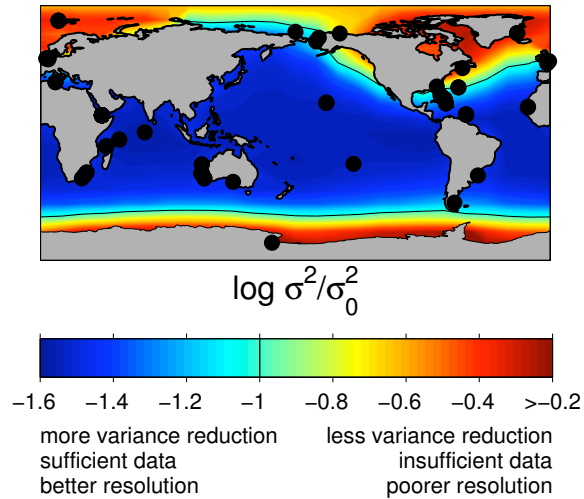 log σ²/σ₀²
−1.6 −1.4 −1.2 −1 −0.8 −0.6 −0.4 >−0.2
more variance reduction less variance reduction
sufficient data insufficient data
better resolution poorer resolution